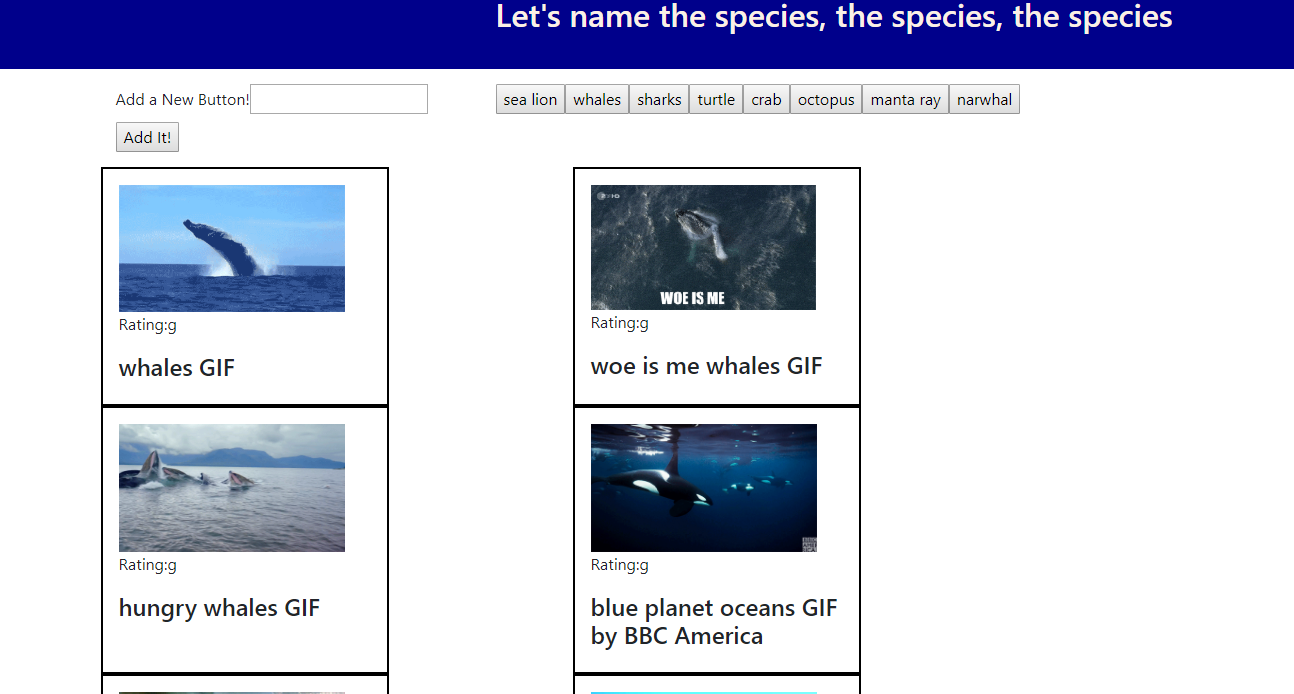 Let's name the species, the species, the species
Add a New Button!
sea lion whales sharks turtle crab octopus manta ray narwhal
Add It!
WOE IS ME
Rating:g
Rating:g
whales GIF
woe is me whales GIF
Rating:g
Rating:g
hungry whales GIF
blue planet oceans GIF
by BBC America